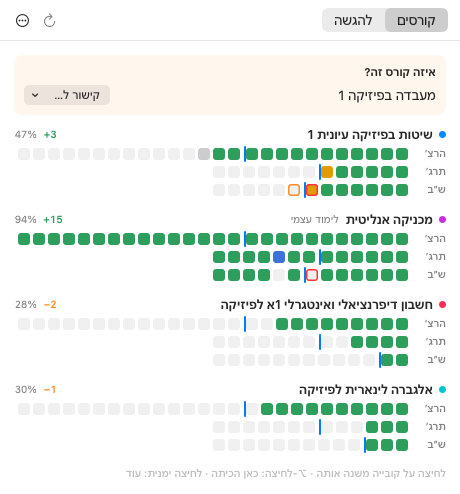 קורסים
להגשה
איזה קורס זה?
מעבדה בפיזיקה 1
קישור ל...
שיטות בפיזיקה עיונית 1
+3 47%
הרצ׳
תרג׳
ש״ב
מכניקה אנליטית לימוד עצמי
+15 94%
הרצ׳
תרג׳
ש״ב
חשבון דיפרנציאלי ואינטגרלי 1א לפיזיקה
−2 28%
הרצ׳
תרג׳
ש״ב
אלגברה לינארית לפיזיקה
−1 30%
הרצ׳
תרג׳
ש״ב
לחיצה על קובייה משנה אותה · ⌥-לחיצה: כאן הכיתה · לחיצה ימנית: עוד